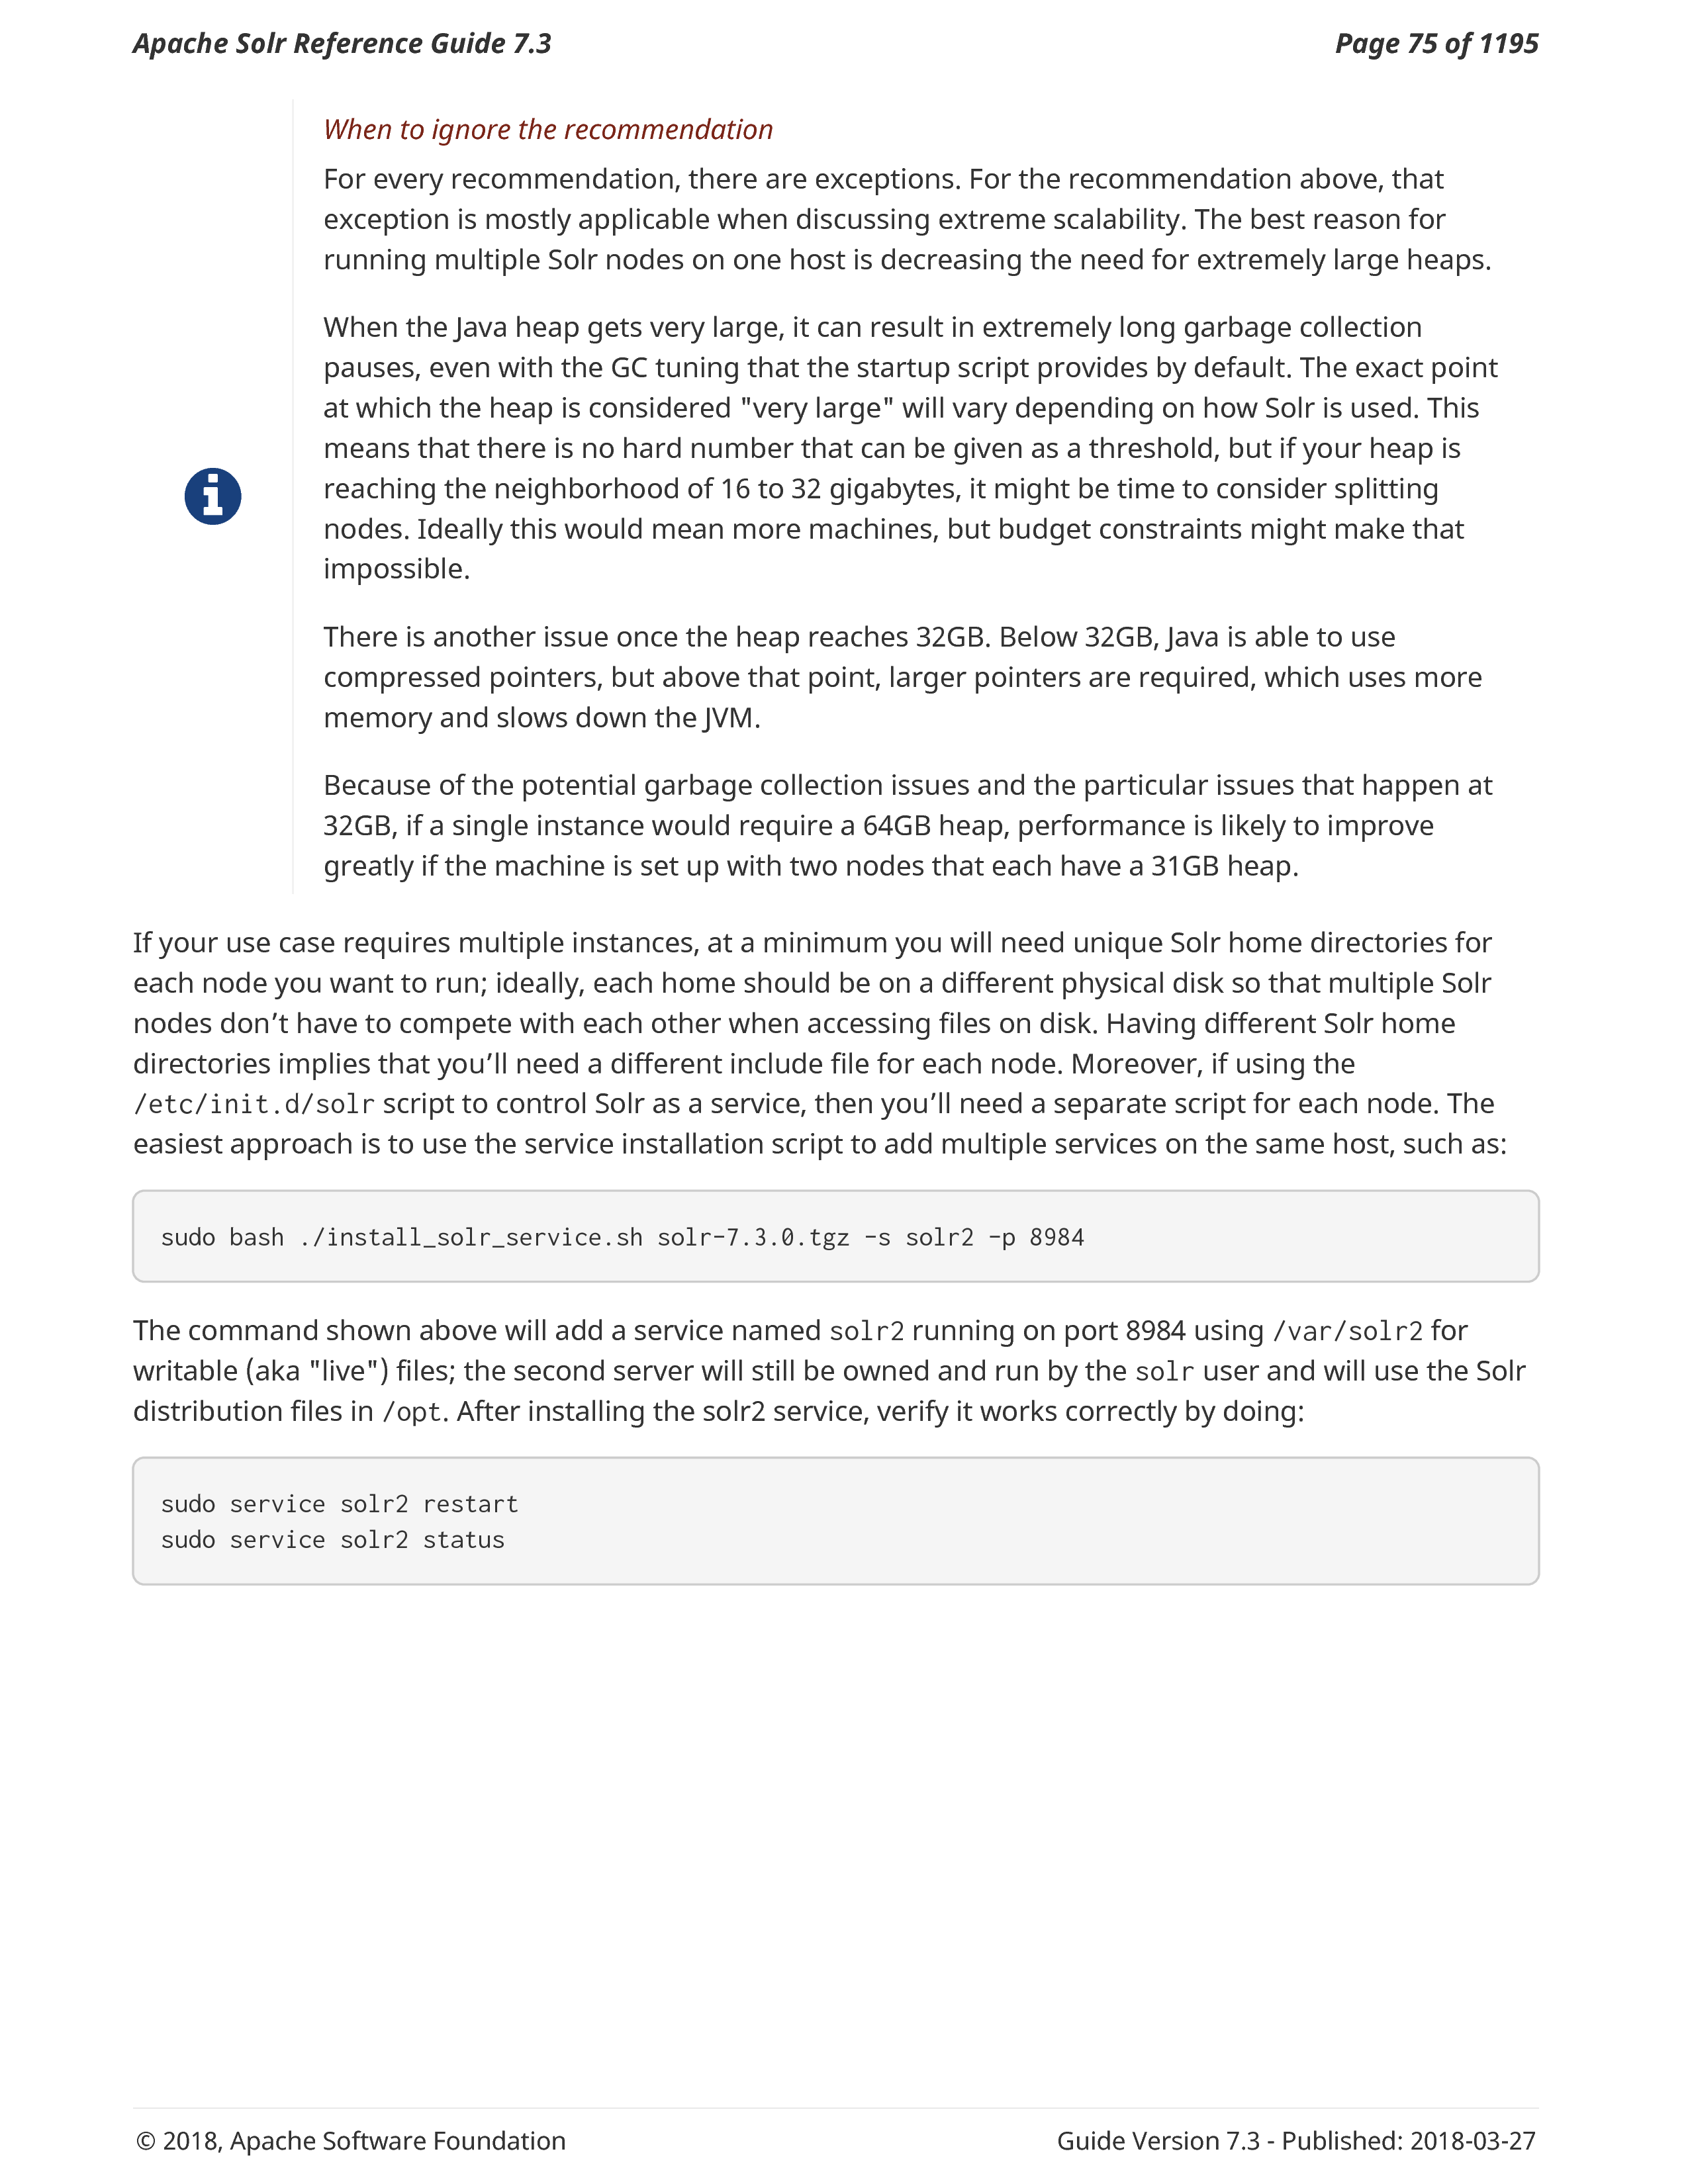 Apache Solr Reference Guide 7.3
Page 75 of 1195
When to ignore the recommendation
For every recommendation, there are exceptions. For the recommendation above, that
exception is mostly applicable when discussing extreme scalability. The best reason for
running multiple Solr nodes on one host is decreasing the need for extremely large heaps.
When the Java heap gets very large, it can result in extremely long garbage collection
pauses, even with the GC tuning that the startup script provides by default. The exact point
at which the heap is considered "very large" will vary depending on how Solr is used. This
means that there is no hard number that can be given as a threshold, but if your heap is
reaching the neighborhood of 16 to 32 gigabytes, it might be time to consider splitting
nodes. Ideally this would mean more machines, but budget constraints might make that
impossible.
There is another issue once the heap reaches 32GB. Below 32GB, Java is able to use
compressed pointers, but above that point, larger pointers are required, which uses more
memory and slows down the JVM.
Because of the potential garbage collection issues and the particular issues that happen at
32GB, if a single instance would require a 64GB heap, performance is likely to improve
greatly if the machine is set up with two nodes that each have a 31GB heap.
If your use case requires multiple instances, at a minimum you will need unique Solr home directories for
each node you want to run; ideally, each home should be on a different physical disk so that multiple Solr
nodes don’t have to compete with each other when accessing files on disk. Having different Solr home
directories implies that you’ll need a different include file for each node. Moreover, if using the
/etc/init.d/solr script to control Solr as a service, then you’ll need a separate script for each node. The
easiest approach is to use the service installation script to add multiple services on the same host, such as:
sudo bash ./install_solr_service.sh solr-7.3.0.tgz -s solr2 -p 8984
The command shown above will add a service named solr2 running on port 8984 using /var/solr2 for
writable (aka "live") files; the second server will still be owned and run by the solr user and will use the Solr
distribution files in /opt. After installing the solr2 service, verify it works correctly by doing:
sudo service solr2 restart
sudo service solr2 status
© 2018, Apache Software Foundation
Guide Version 7.3 - Published: 2018-03-27